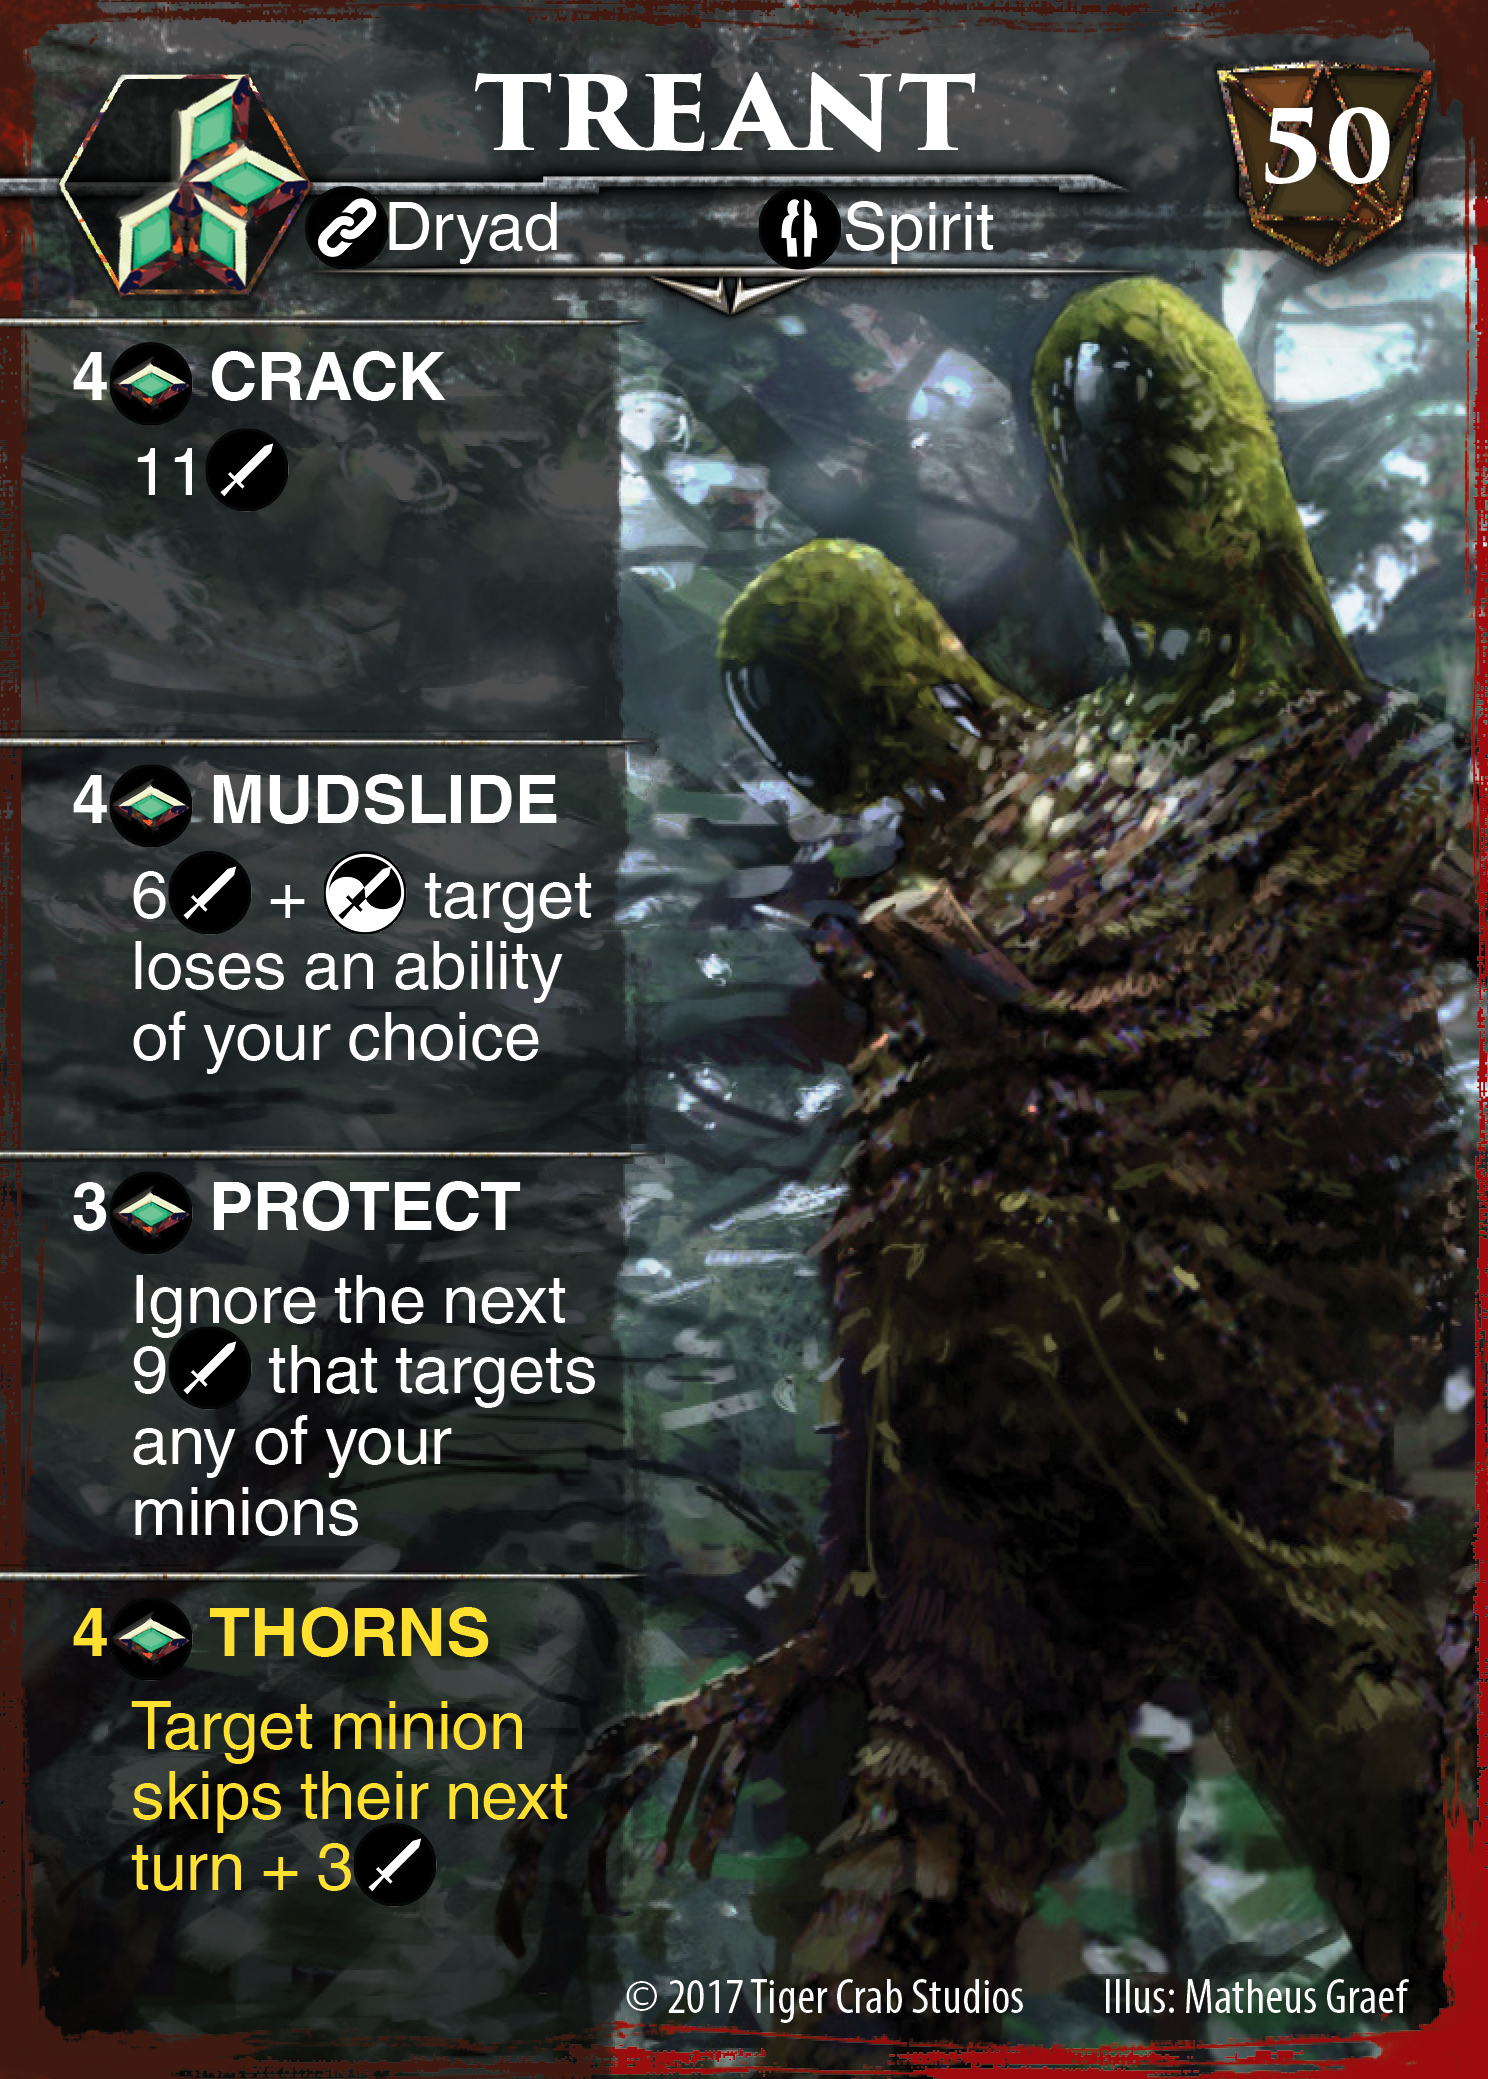 TREANT
50
Dryad Spirit
4 CRACK
11
4 MUDSLIDE
6 + target
loses an ability
of your choice
3 PROTECT
Ignore the next
9 that targets
any of your
minions
4 THORNS
Target minion
skips their next
turn + 3
© 2017 Tiger Crab Studios Illus: Matheus Graef